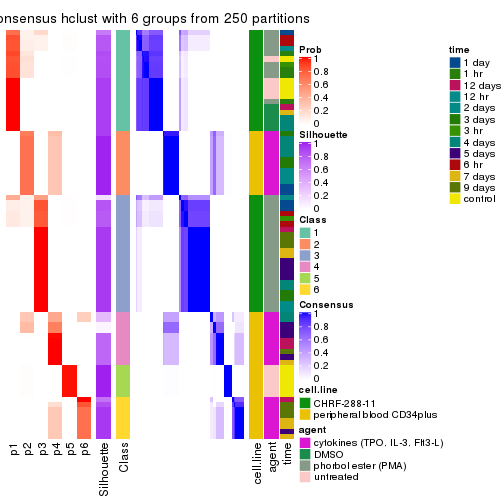 onsensus hclust with 6 groups from 250 partitions
Prob
1
0.8
0.6
0.4
0.2
0
Silhouette
1
0.8
0.6
0.4
0.2
0
Class
1
2
3
4
5
6
Consensus
1
0.8
0.6
0.4
0.2
0
cell.line
CHRF-288-11
peripheral blood CD34plus
agent
cytokines (TPO, IL-3, Flt3-L)
DMSO
phorbol ester (PMA)
untreated
time
1 day
1 hr
12 days
12 hr
2 days
3 days
3 hr
4 days
5 days
6 hr
7 days
9 days
control
p1
p2
p3
p4
p5
p6
Silhouette
Class
cell.line
agent
time